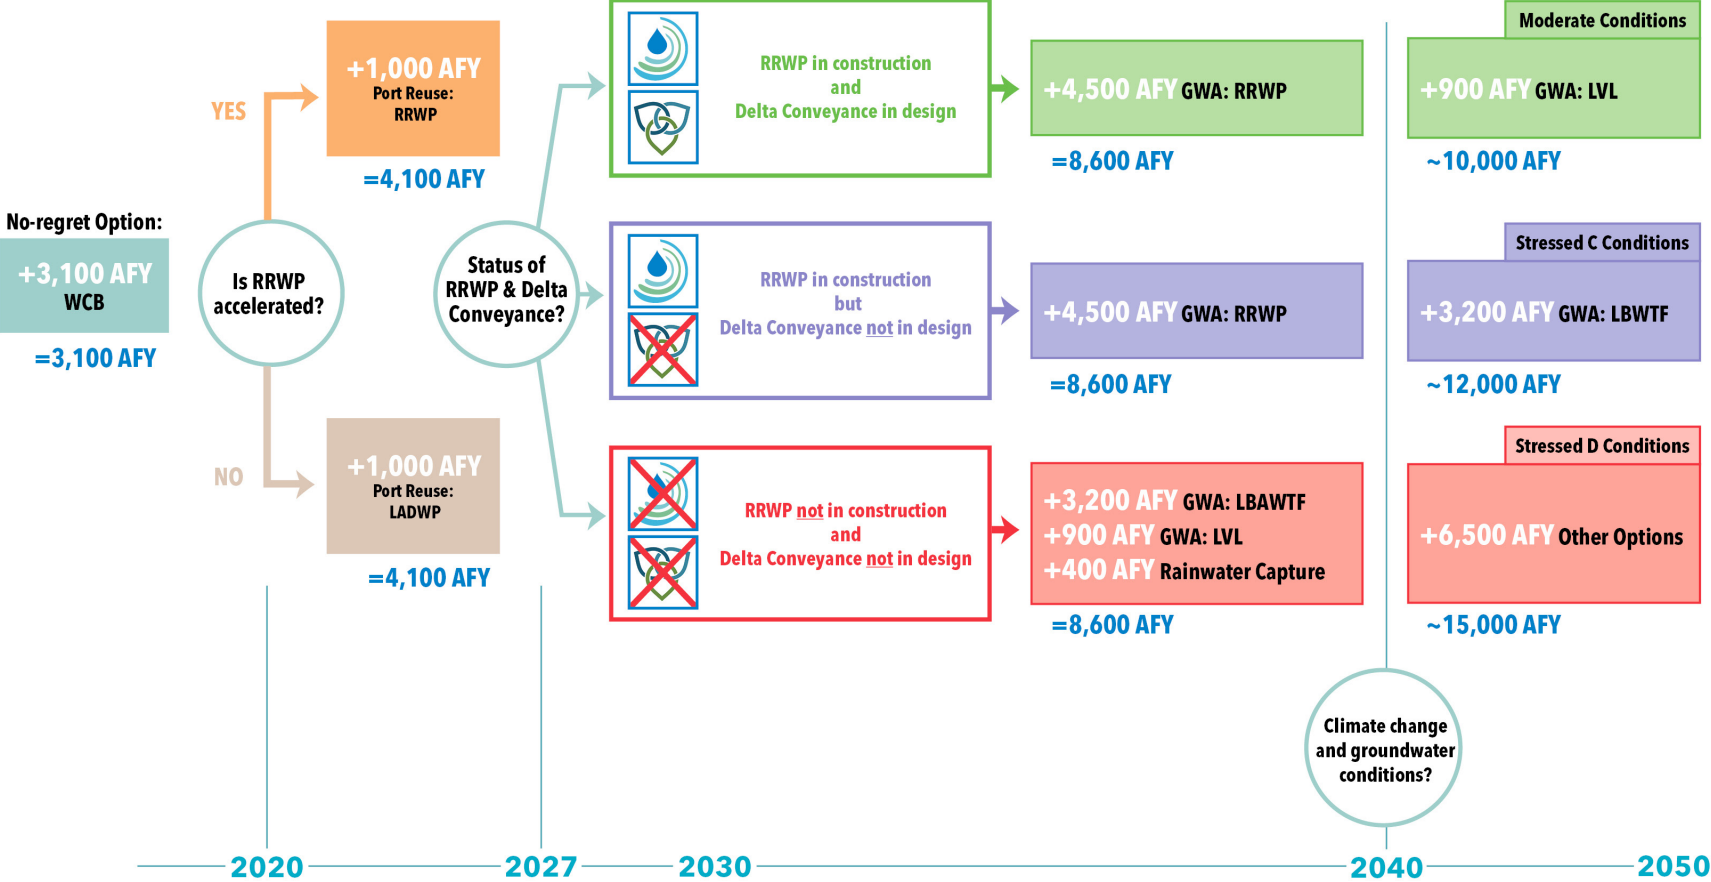 No-regret Option:
+3,100 AFY
WCB
=3,100 AFY
Is RRWP
accelerated?
YES
+1,000 AFY
Port Reuse:
RRWP
=4,100 AFY
NO
+1,000 AFY
Port Reuse:
LADWP
=4,100 AFY
Status of
RRWP & Delta
Conveyance?
RRWP in construction
and
Delta Conveyance in design
+4,500 AFY GWA: RRWP
=8,600 AFY
Moderate Conditions
+900 AFY GWA: LVL
~10,000 AFY
RRWP in construction
but
Delta Conveyance not in design
+4,500 AFY GWA: RRWP
=8,600 AFY
Stressed C Conditions
+3,200 AFY GWA: LBWTF
~12,000 AFY
RRWP not in construction
and
Delta Conveyance not in design
+3,200 AFY GWA: LBAWTF
+900 AFY GWA: LVL
+400 AFY Rainwater Capture
=8,600 AFY
Stressed D Conditions
+6,500 AFY Other Options
~15,000 AFY
Climate change
and groundwater
conditions?
2020
2027
2030
2040
2050